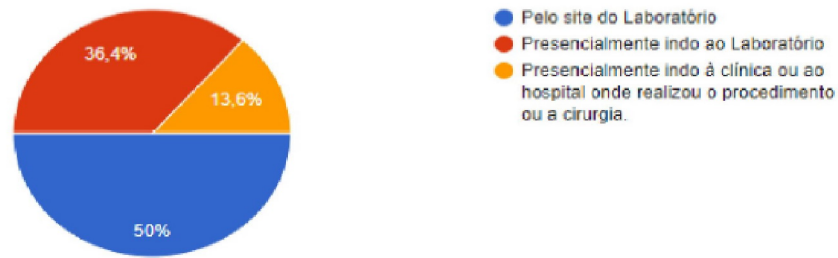 36,4%
13,6%
50%
Pelo site do Laboratório
Presencialmente indo ao Laboratório
Presencialmente indo à clínica ou ao
hospital onde realizou o procedimento
ou a cirurgia.